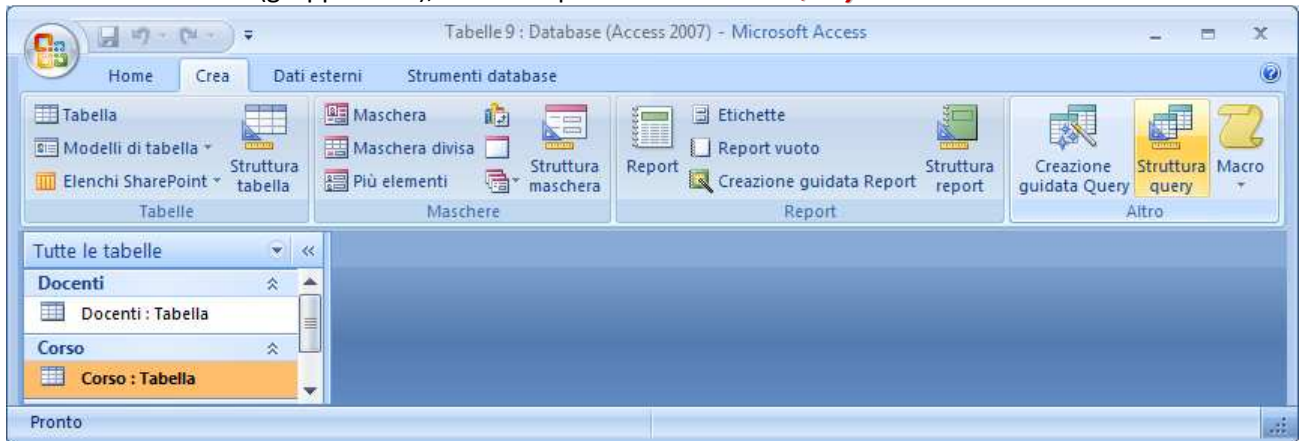 Tabelle 9 : Database (Access 2007) - Microsoft Access
Home Crea Dati esterni Strumenti database
Tabella
Modelli di tabella
Elenchi SharePoint
Struttura tabella
Tabelle
Maschera
Maschera divisa
Più elementi
Struttura maschera
Maschere
Report
Etichette
Report vuoto
Creazione guidata Report
Struttura report
Report
Creazione guidata Query
Struttura query
Macro
Altro
Tutte le tabelle
Docenti
Docenti : Tabella
Corso
Corso : Tabella
Pronto